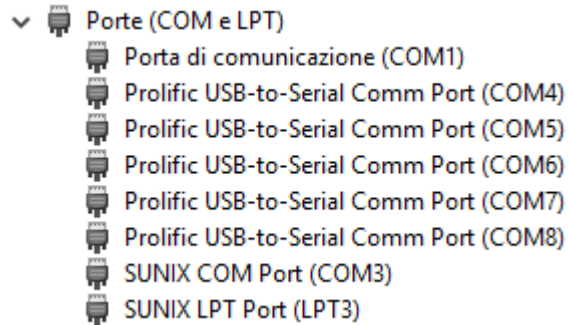 Porte (COM e LPT)
Porta di comunicazione (COM1)
Prolific USB-to-Serial Comm Port (COM4)
Prolific USB-to-Serial Comm Port (COM5)
Prolific USB-to-Serial Comm Port (COM6)
Prolific USB-to-Serial Comm Port (COM7)
Prolific USB-to-Serial Comm Port (COM8)
SUNIX COM Port (COM3)
SUNIX LPT Port (LPT3)